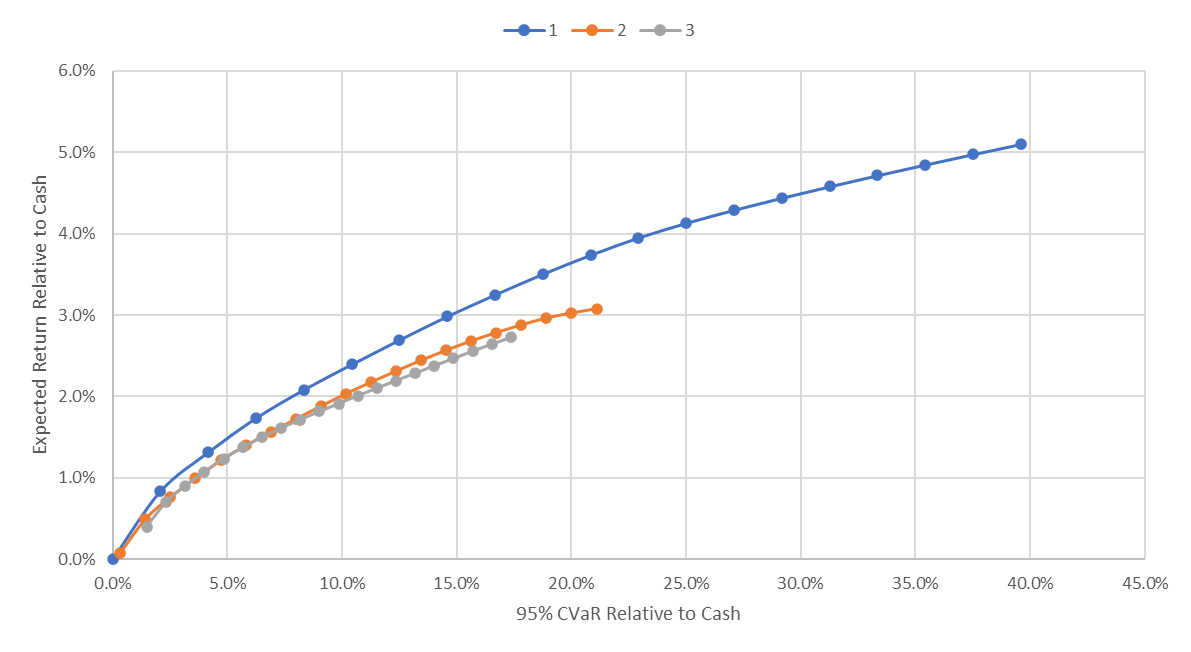 1 2 3
6.0%
5.0%
4.0%
3.0%
2.0%
1.0%
0.0%
Expected Return Relative to Cash
0.0% 5.0% 10.0% 15.0% 20.0% 25.0% 30.0% 35.0% 40.0% 45.0%
95% CVaR Relative to Cash